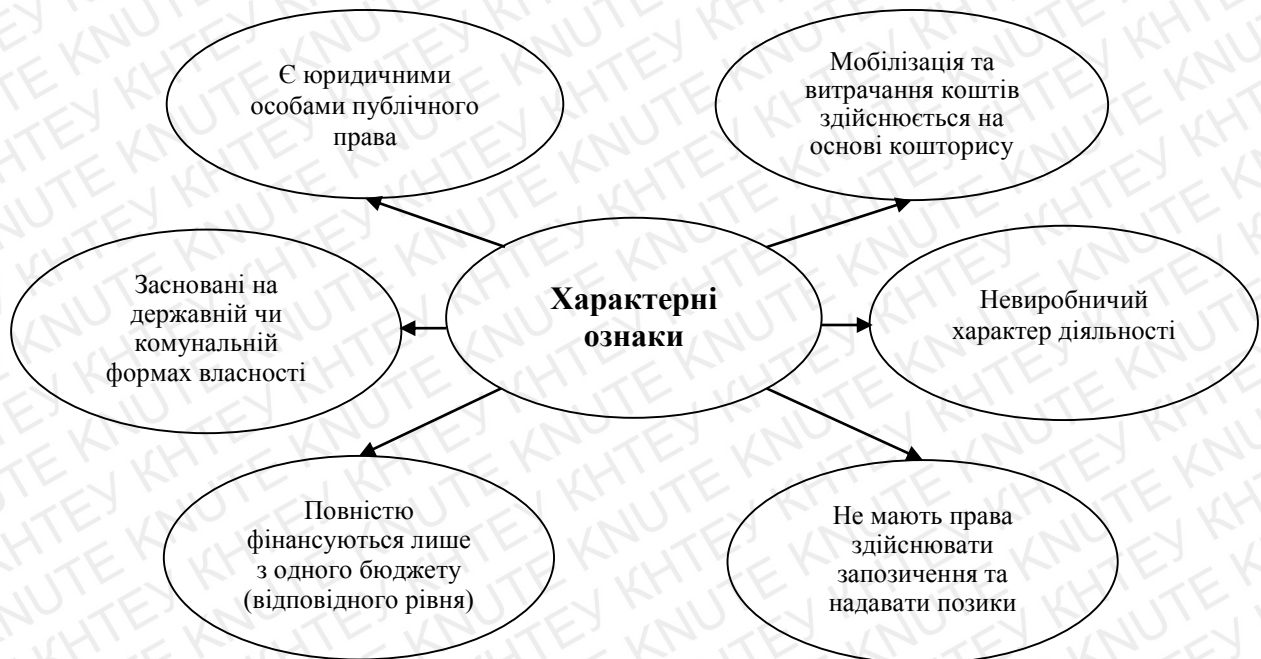 Є юридичними
особами публічного
права
Мобілізація та
витрачання коштів
здійснюється на
основі кошторису
Засновані на
державній чи
комунальній
формах власності
Характерні
ознаки
Невиробничий
характер діяльності
Повністю
фінансуються лише
з одного бюджету
(відповідного рівня)
Не мають права
здійснювати
запозичення та
надавати позики